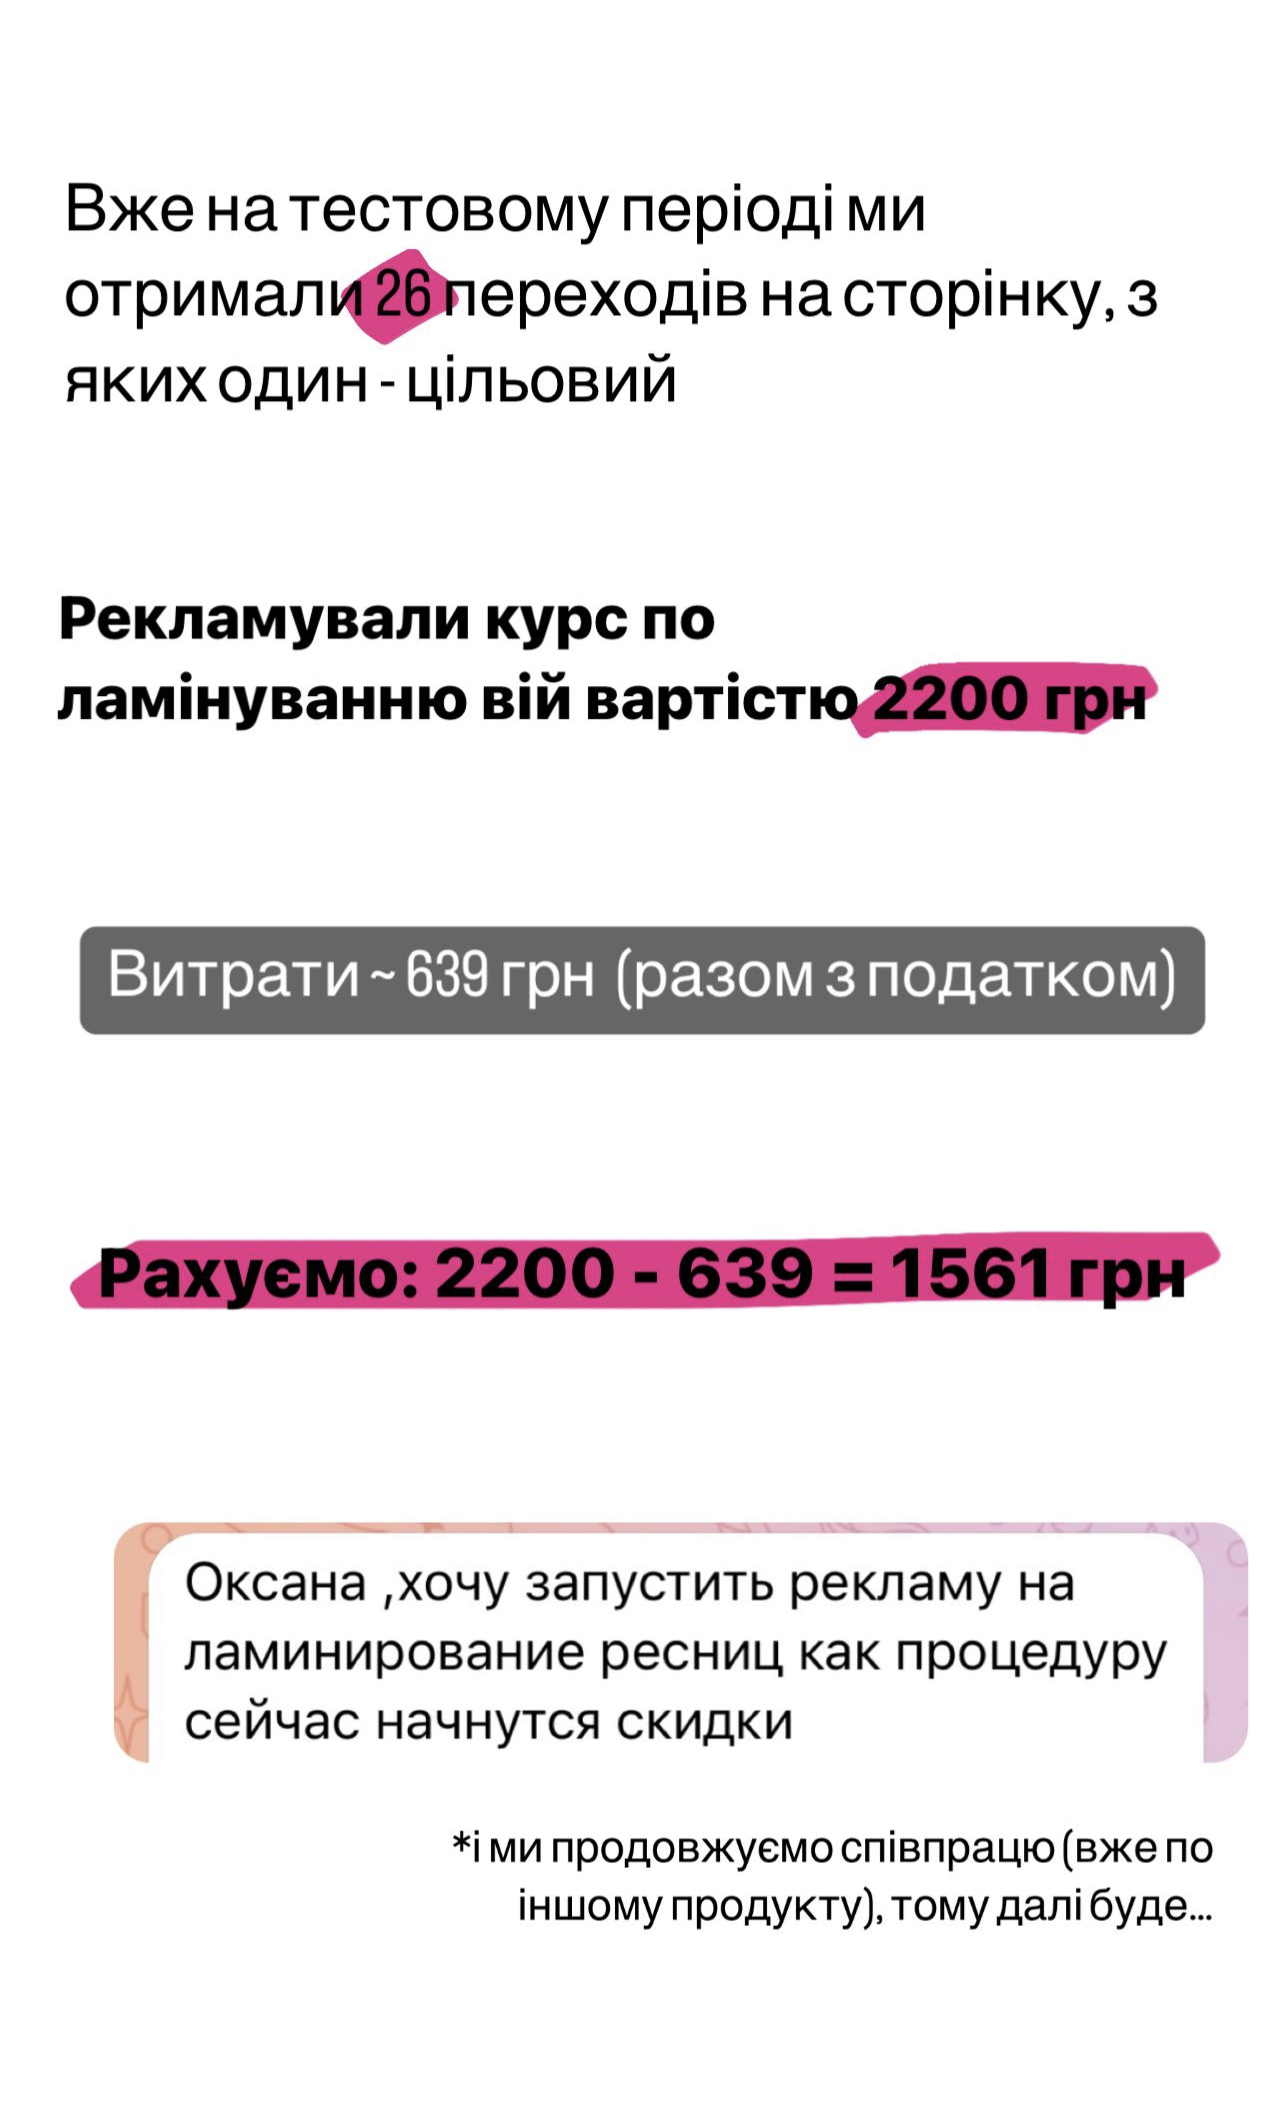 Вже на тестовому періоді ми
отримали 26 переходів на сторінку, з
яких один - цільовий
Рекламували курс по
ламінуванню вій вартістю 2200 грн
Витрати ~ 639 грн (разом з податком)
Рахуємо: 2200 - 639 = 1561 грн
Оксана ,хочу запустить рекламу на
ламинирование ресниц как процедуру
сейчас начнутся скидки
*і ми продовжуємо співпрацю (вже по
іншому продукту), тому далі буде...